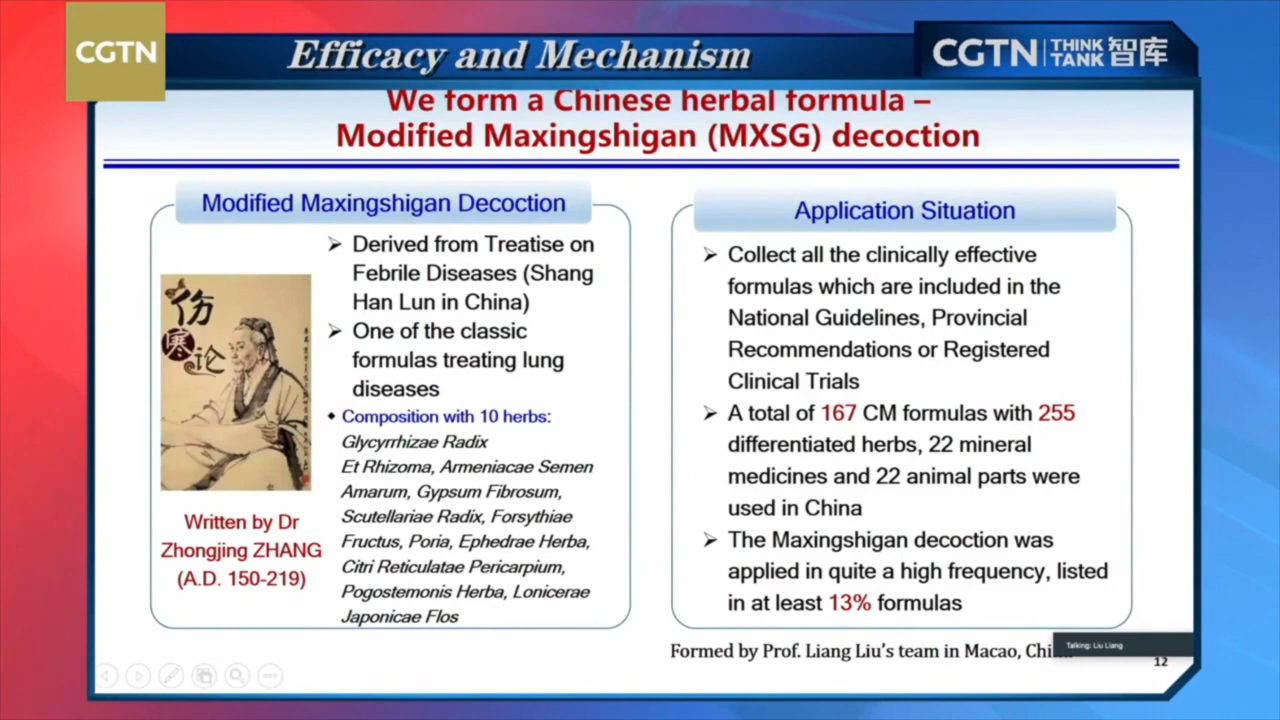 CGTN
Efficacy and Mechanism
CGTN THINK TANK 智库
We form a Chinese herbal formula –
Modified Maxingshigan (MXSG) decoction
Modified Maxingshigan Decoction
➢ Derived from Treatise on
Febrile Diseases (Shang
Han Lun in China)
➢ One of the classic
formulas treating lung
diseases
◆ Composition with 10 herbs:
Glycyrrhizae Radix
Et Rhizoma, Armeniacae Semen
Amarum, Gypsum Fibrosum,
Scutellariae Radix, Forsythiae
Fructus, Poria, Ephedrae Herba,
Citri Reticulatae Pericarpium,
Pogostemonis Herba, Lonicerae
Japonicae Flos
伤
寒
论
Written by Dr
Zhongjing ZHANG
(A.D. 150-219)
Application Situation
➢ Collect all the clinically effective
formulas which are included in the
National Guidelines, Provincial
Recommendations or Registered
Clinical Trials
➢ A total of 167 CM formulas with 255
differentiated herbs, 22 mineral
medicines and 22 animal parts were
used in China
➢ The Maxingshigan decoction was
applied in quite a high frequency, listed
in at least 13% formulas
Formed by Prof. Liang Liu's team in Macao, Chi
Talking: Liu Liang
12